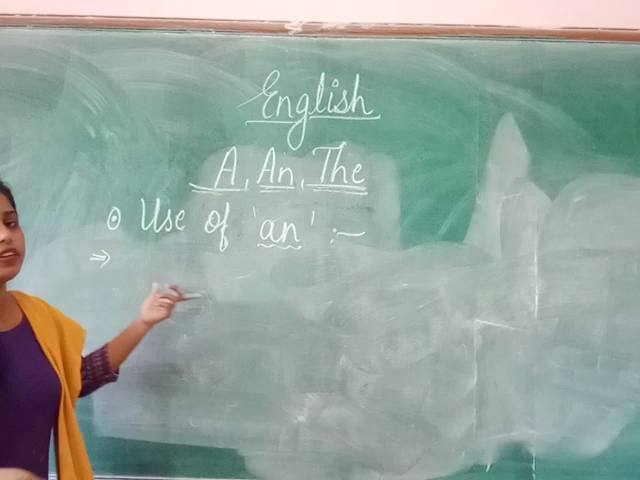 English
A, An, The
⊙ Use of 'an' :-
⇒